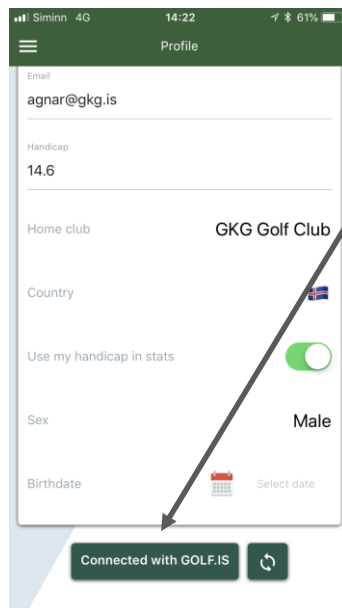 Siminn 4G 14:22 61%
Profile
Email
agnar@gkg.is
Handicap
14.6
Home club GKG Golf Club
Country
Use my handicap in stats
Sex Male
Birthdate Select date
Connected with GOLF.IS